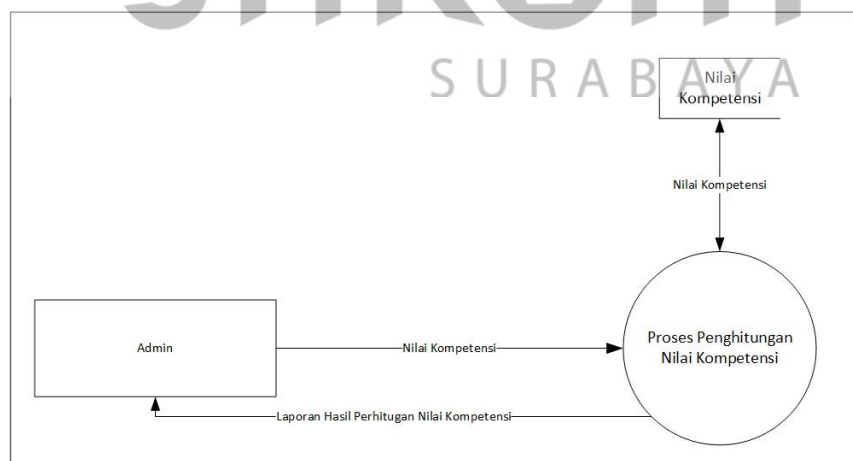 SURABAYA
Nilai
Kompetensi
Nilai Kompetensi
Proses Penghitungan
Nilai Kompetensi
Admin
Nilai Kompetensi
Laporan Hasil Perhitugan Nilai Kompetensi